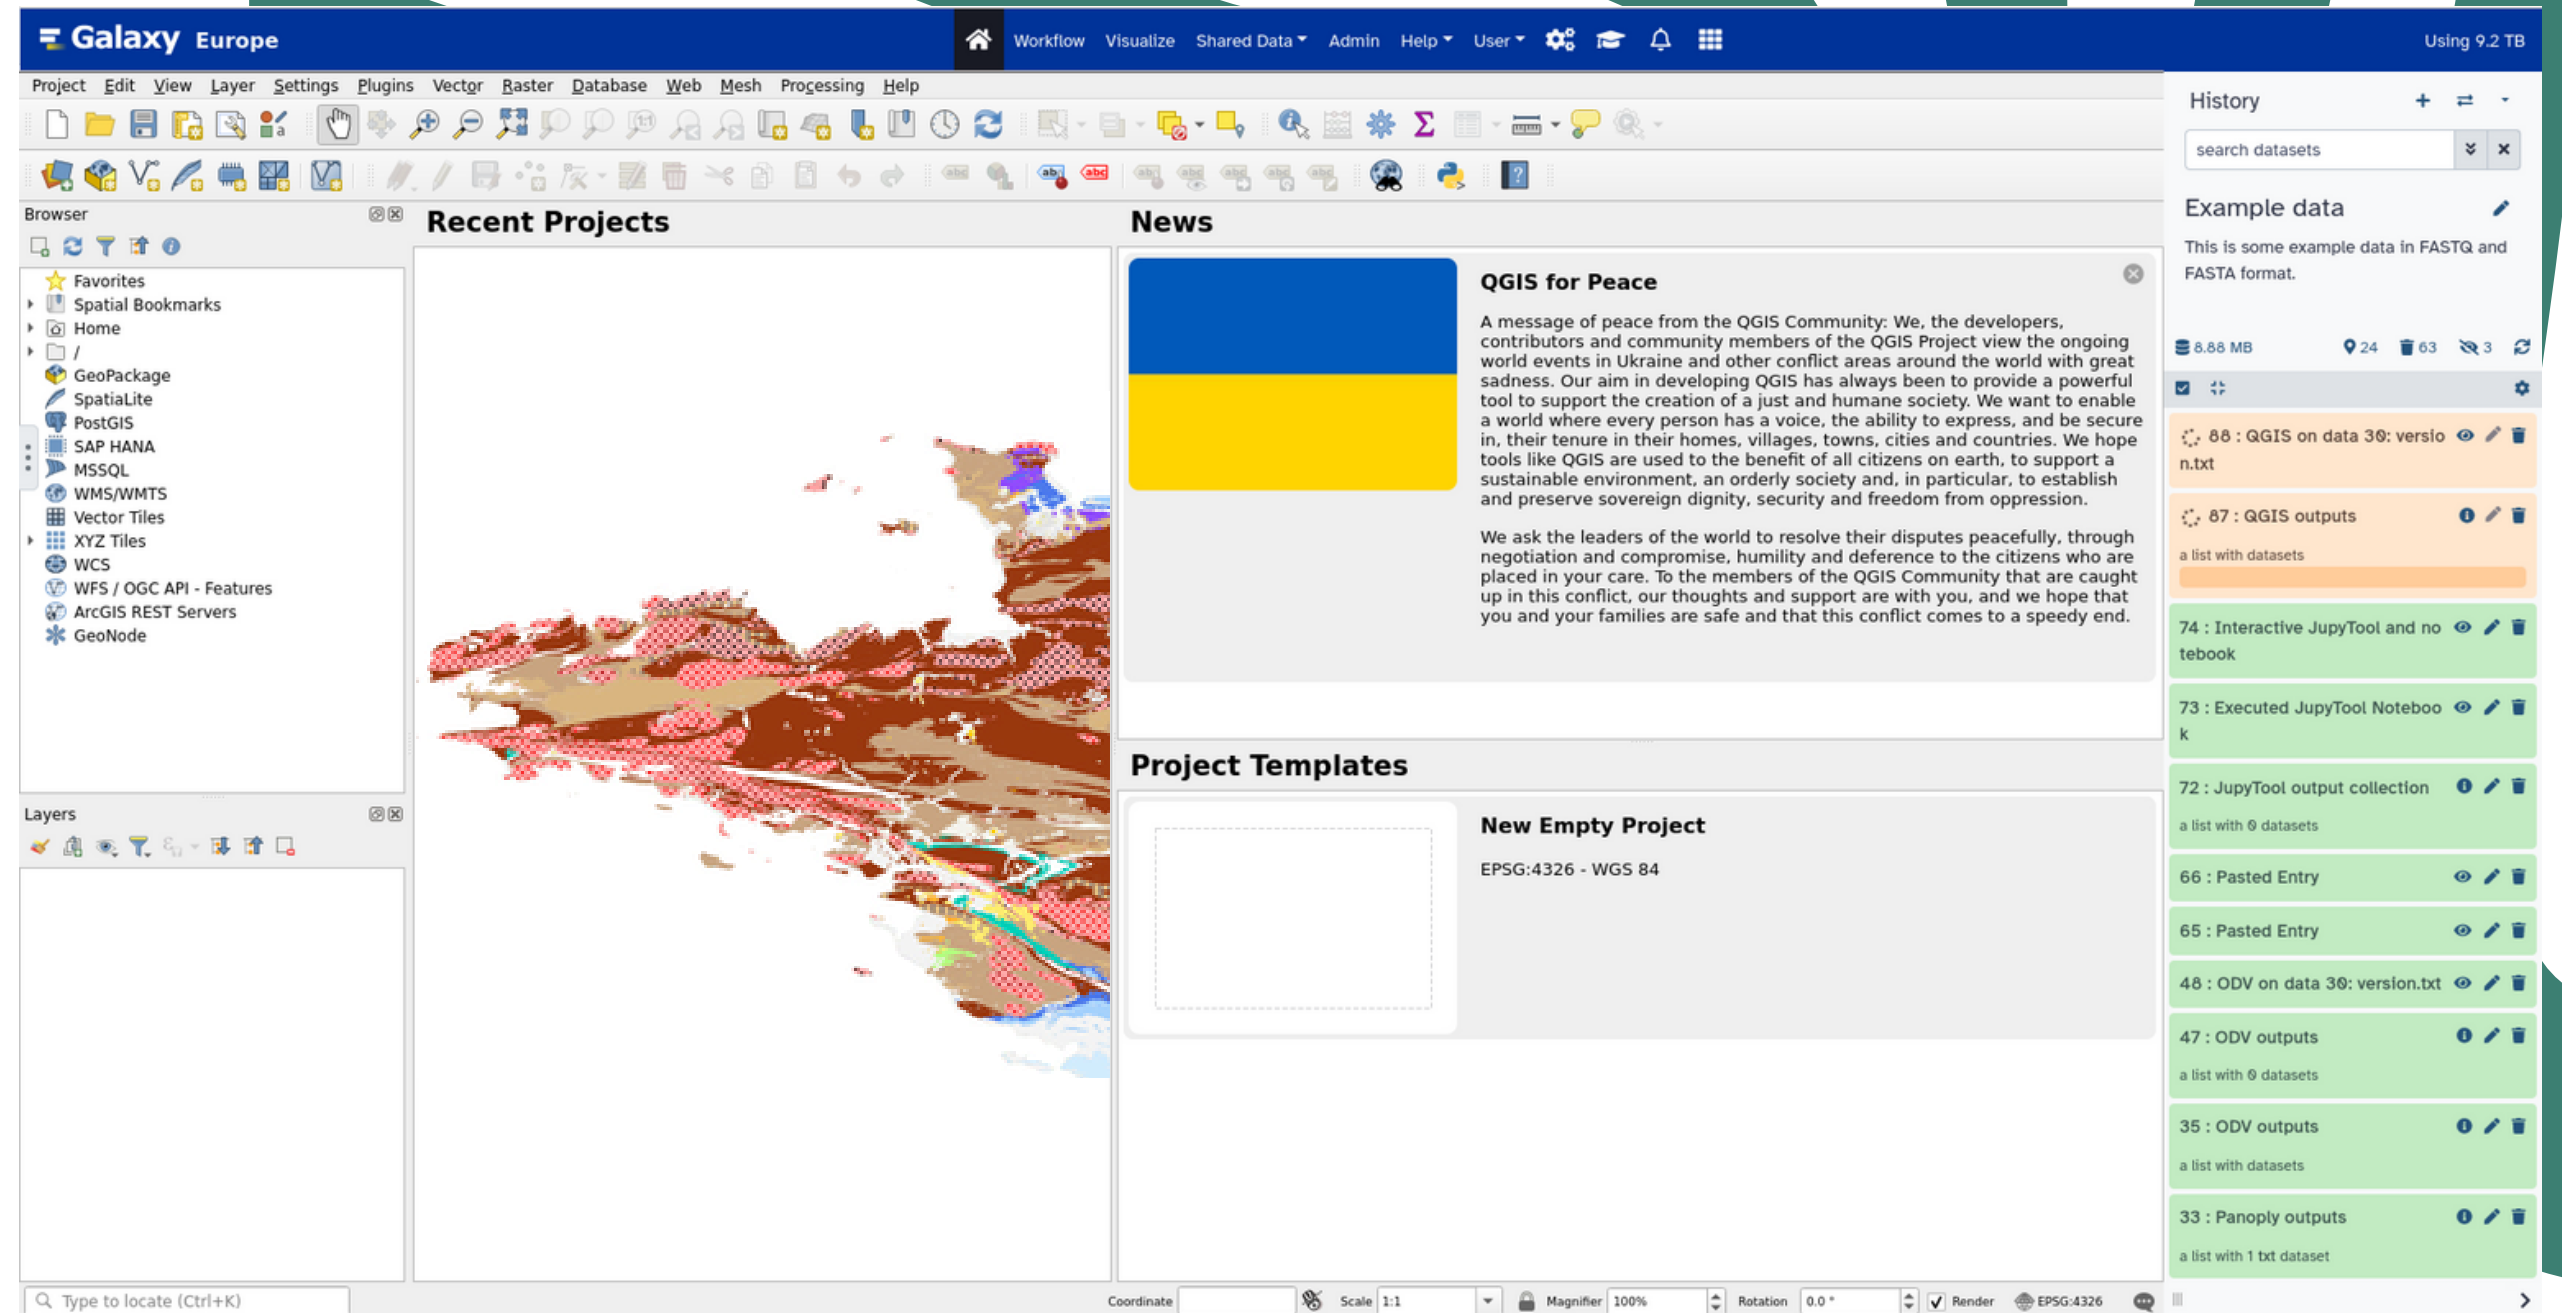 Galaxy Europe
Workflow Visualize Shared Data Admin Help User
Using 9.2 TB
Project Edit View Layer Settings Plugins Vector Raster Database Web Mesh Processing Help
Browser
Favorites
Spatial Bookmarks
Home
/
GeoPackage
SpatiaLite
PostGIS
SAP HANA
MSSQL
WMS/WMTS
Vector Tiles
XYZ Tiles
WCS
WFS / OGC API - Features
ArcGIS REST Servers
GeoNode
Layers
Type to locate (Ctrl+K)
Recent Projects
News
QGIS for Peace
A message of peace from the QGIS Community: We, the developers,
contributors and community members of the QGIS Project view the ongoing
world events in Ukraine and other conflict areas around the world with great
sadness. Our aim in developing QGIS has always been to provide a powerful
tool to support the creation of a just and humane society. We want to enable
a world where every person has a voice, the ability to express, and be secure
in, their tenure in their homes, villages, towns, cities and countries. We hope
tools like QGIS are used to the benefit of all citizens on earth, to support a
sustainable environment, an orderly society and, in particular, to establish
and preserve sovereign dignity, security and freedom from oppression.
We ask the leaders of the world to resolve their disputes peacefully, through
negotiation and compromise, humility and deference to the citizens who are
placed in your care. To the members of the QGIS Community that are caught
up in this conflict, our thoughts and support are with you, and we hope that
you and your families are safe and that this conflict comes to a speedy end.
Project Templates
New Empty Project
EPSG:4326 - WGS 84
Coordinate Scale 1:1 Magnifier 100% Rotation 0.0 ° Render EPSG:4326
History
search datasets
Example data
This is some example data in FASTQ and
FASTA format.
8.88 MB 24 63 3
88 : QGIS on data 30: versio
n.txt
87 : QGIS outputs
a list with datasets
74 : Interactive JupyTool and no
tebook
73 : Executed JupyTool Noteboo
k
72 : JupyTool output collection
a list with 0 datasets
66 : Pasted Entry
65 : Pasted Entry
48 : ODV on data 30: version.txt
47 : ODV outputs
a list with 0 datasets
35 : ODV outputs
a list with datasets
33 : Panoply outputs
a list with 1 txt dataset